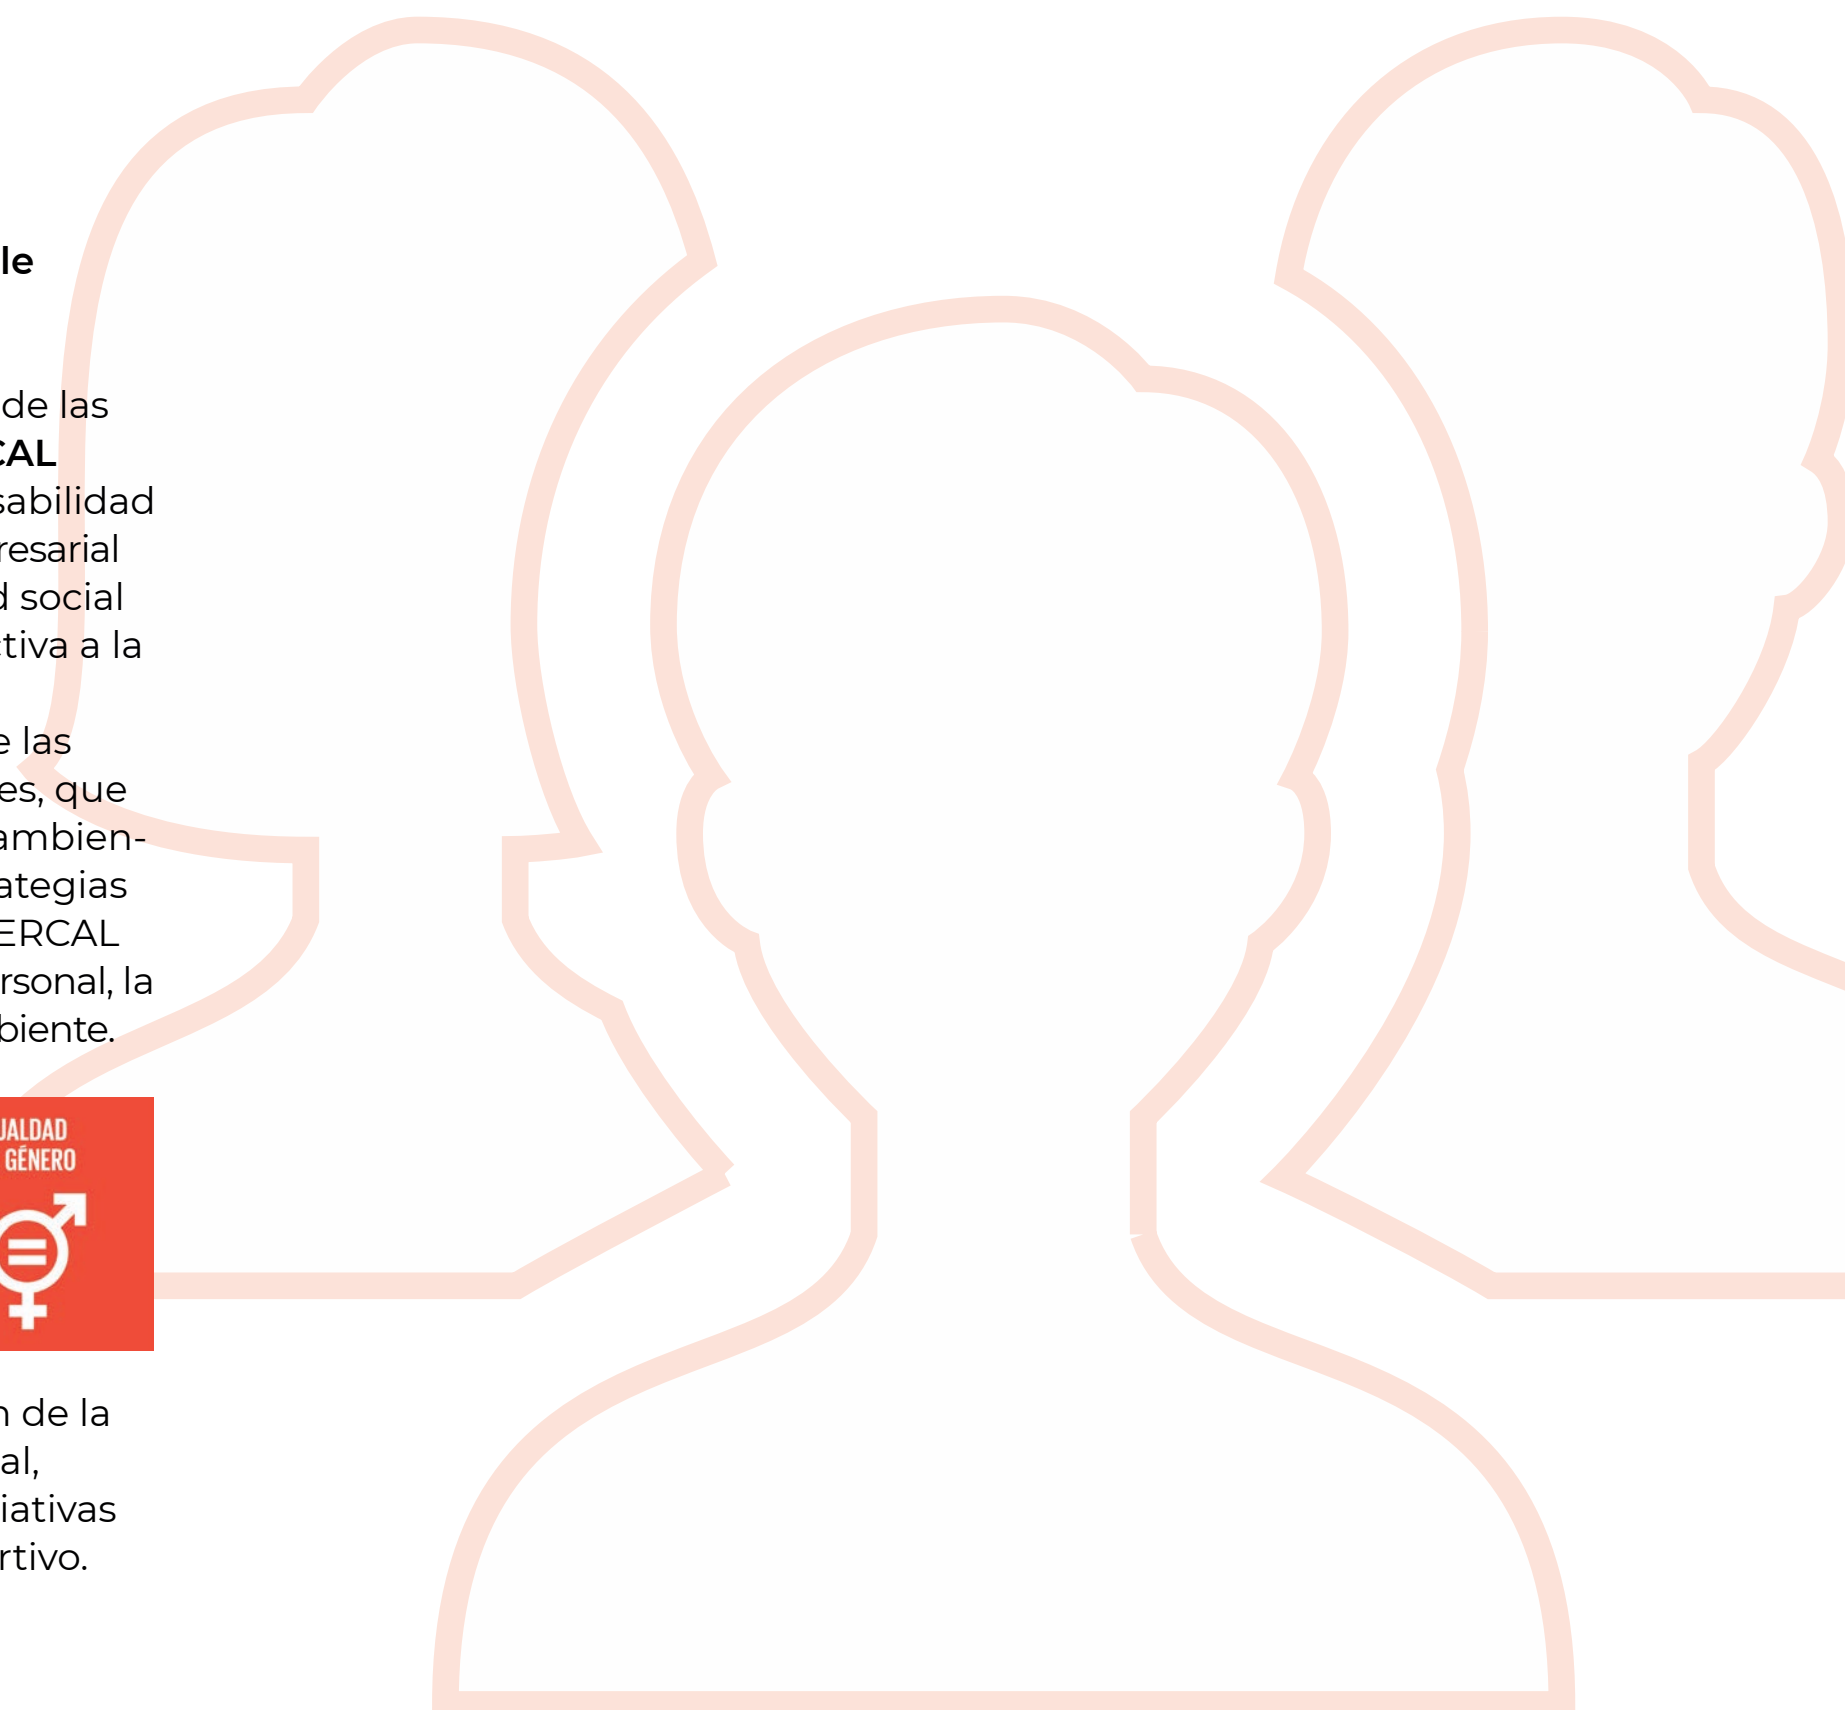 le
de las
CAL
sabilidad
resarial
d social
ctiva a la
e las
es, que
ambien-
ategias
ERCAL
rsonal, la
biente.
UALDAD
GÉNERO
n de la
al,
iativas
rtivo.